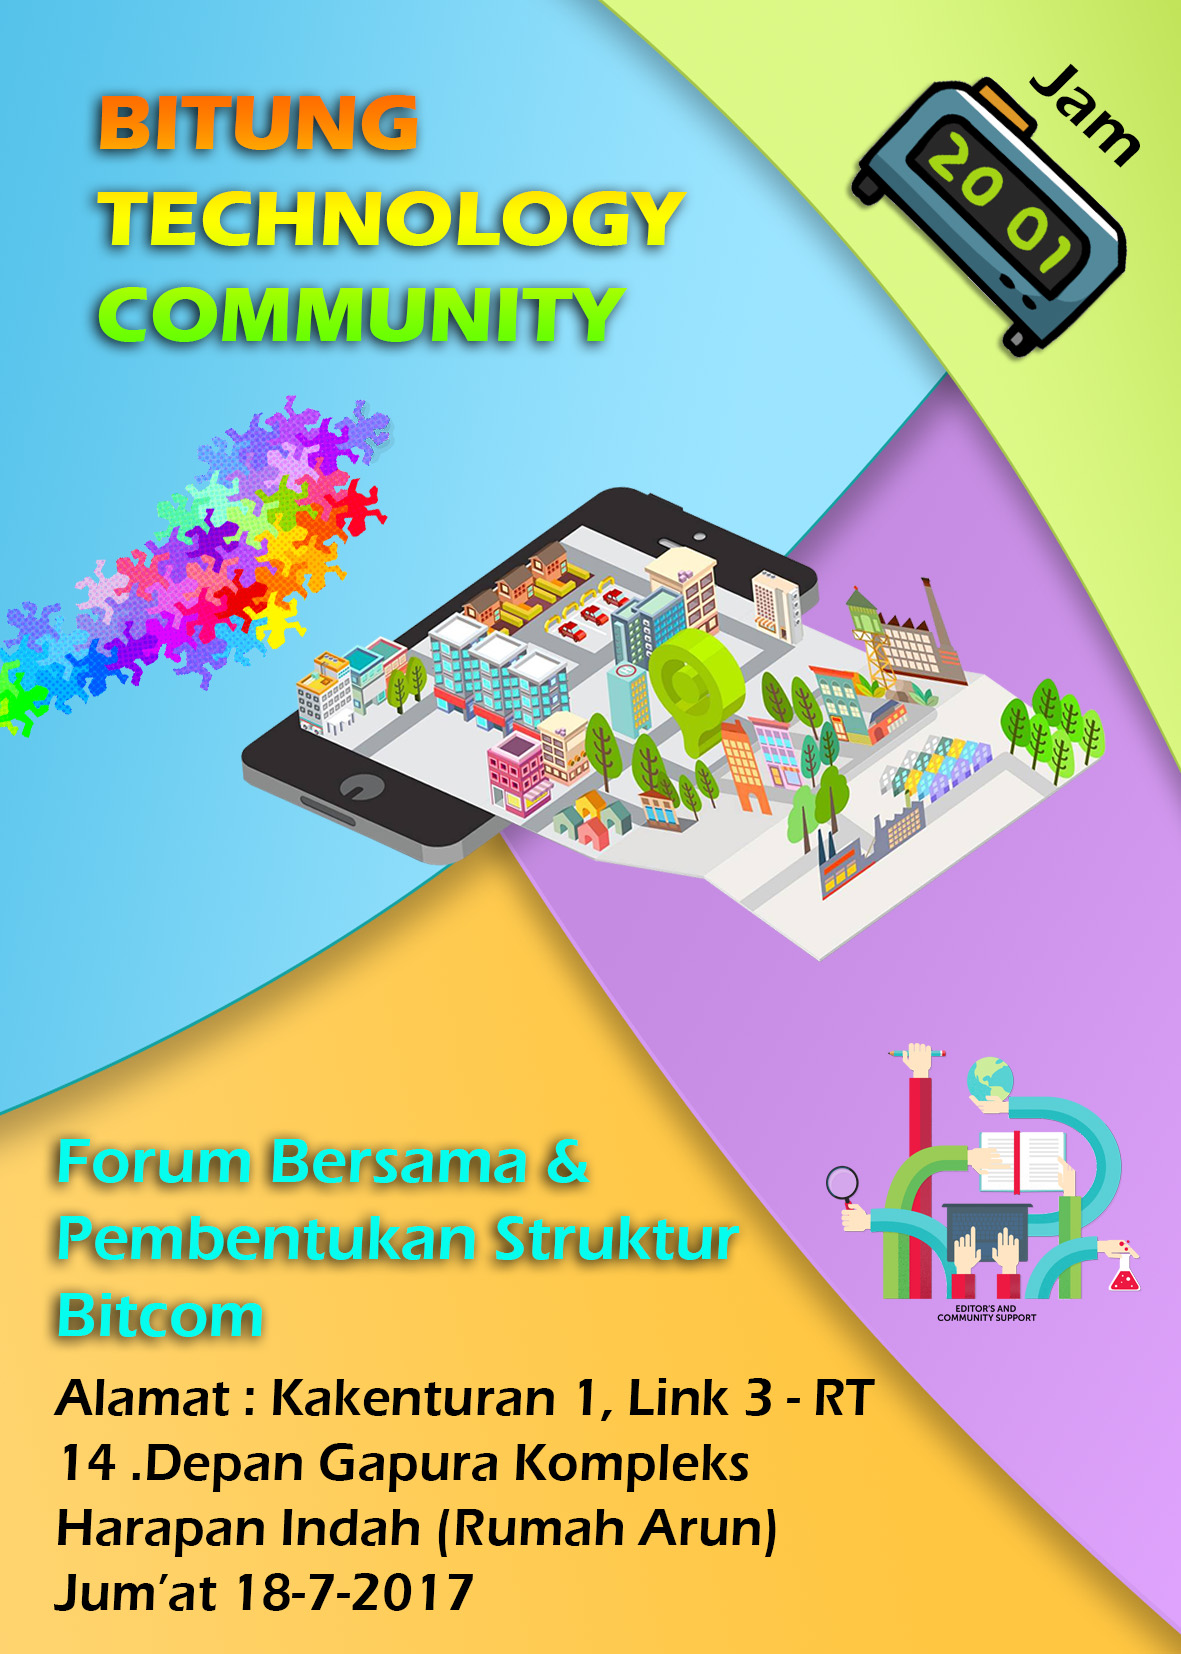 BITUNG
TECHNOLOGY
COMMUNITY
Jam
20 01
Forum Bersama &
Pembentukan Struktur
Bitcom
Alamat : Kakenturan 1, Link 3 - RT
14 .Depan Gapura Kompleks
Harapan Indah (Rumah Arun)
Jum'at 18-7-2017
EDITOR'S AND
COMMUNITY SUPPORT